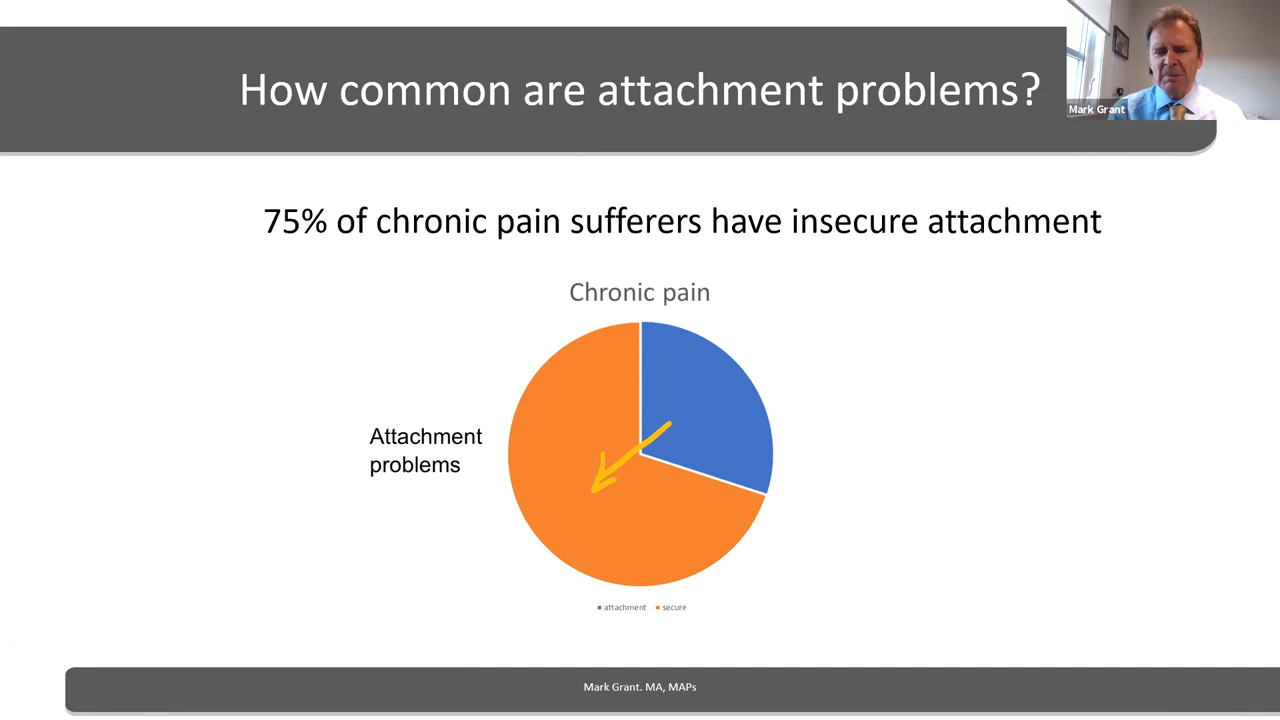 How common are attachment problems?
Mark Grant
75% of chronic pain sufferers have insecure attachment
Chronic pain
Attachment
problems
attachment secure
Mark Grant. MA, MAPs